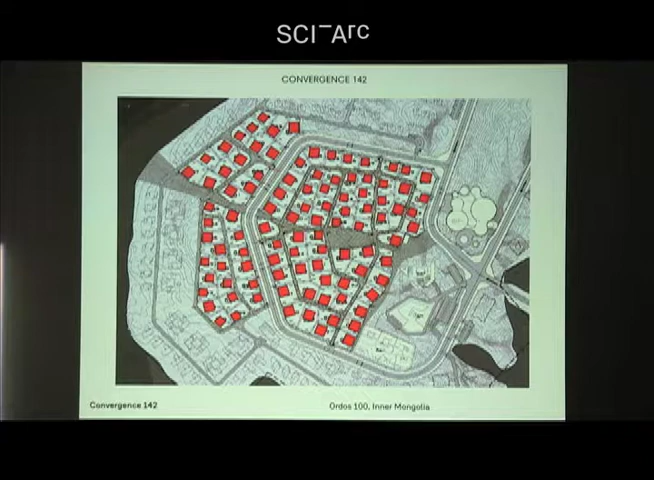 SCI-Arc
CONVERGENCE 142
Convergence 142
Ordos 100, Inner Mongolia